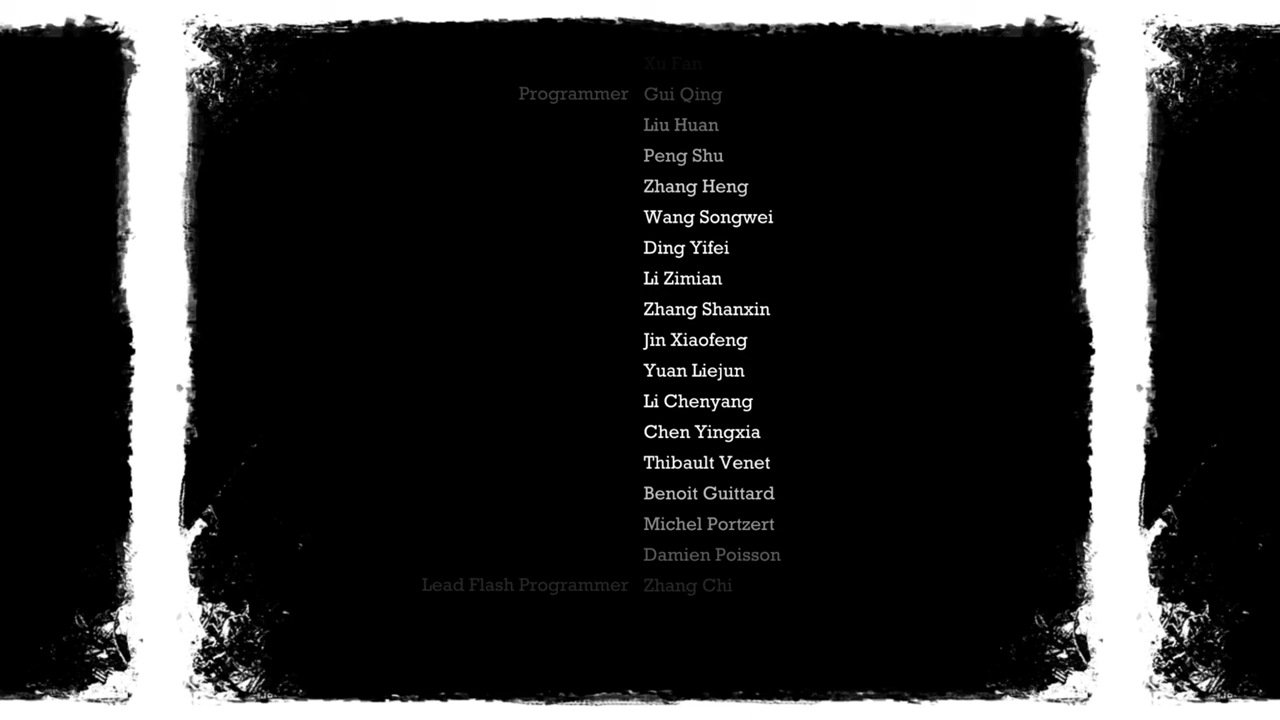 Xu Fan
Programmer Gui Qing
Liu Huan
Peng Shu
Zhang Heng
Wang Songwei
Ding Yifei
Li Zimian
Zhang Shanxin
Jin Xiaofeng
Yuan Liejun
Li Chenyang
Chen Yingxia
Thibault Venet
Benoit Guittard
Michel Portzert
Damien Poisson
Lead Flash Programmer Zhang Chi